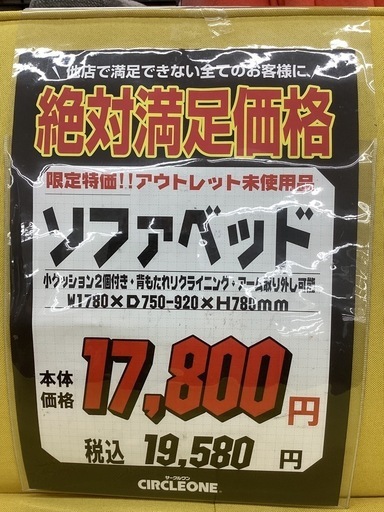 他店で満足できない全てのお客様に、
絶対満足価格
限定特価!!アウトレット未使用品
ソファベッド
小クッション2個付き・背もたれリクライニング・アーム取り外し可能
W1780×D750-920×H780mm
本体価格 17,800円
税込 19,580 円
サークルワン
CIRCLEONE